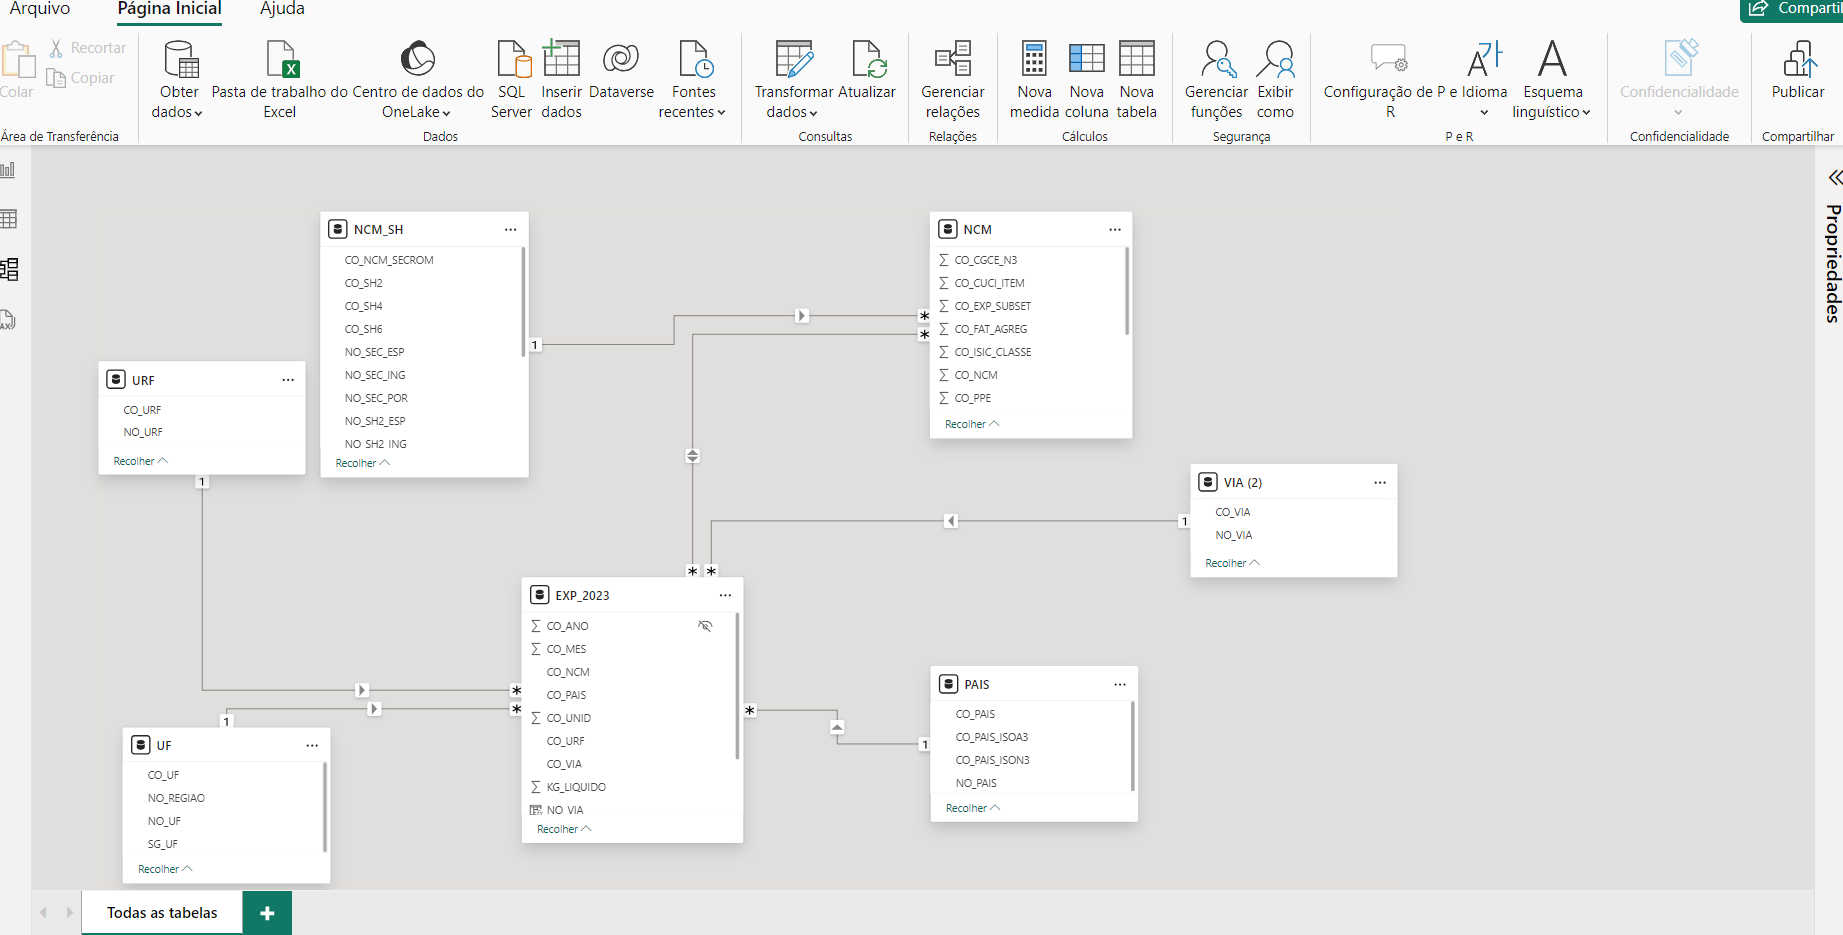 Arquivo
Página Inicial
Ajuda
Compartil
Colar
Recortar
Copiar
Área de Transferência
Obter
dados
Pasta de trabalho do
Excel
Centro de dados do
OneLake
SQL
Server
Inserir
dados
Dataverse
Fontes
recentes
Dados
Transformar
dados
Atualizar
Consultas
Gerenciar
relações
Relações
Nova
medida
Nova
coluna
Nova
tabela
Cálculos
Gerenciar
funções
Exibir
como
Segurança
Configuração de P e
R
Idioma
Esquema
linguístico
P e R
Confidencialidade
Confidencialidade
Publicar
Compartilhar
Propriedades
NCM_SH
CO_NCM_SECROM
CO_SH2
CO_SH4
CO_SH6
NO_SEC_ESP
NO_SEC_ING
NO_SEC_POR
NO_SH2_ESP
NO_SH2_ING
Recolher
1
NCM
CO_CGCE_N3
CO_CUCI_ITEM
CO_EXP_SUBSET
CO_FAT_AGREG
CO_ISIC_CLASSE
CO_NCM
CO_PPE
Recolher
*
*
URF
CO_URF
NO_URF
Recolher
1
VIA (2)
CO_VIA
NO_VIA
Recolher
1
* *
EXP_2023
CO_ANO
CO_MES
CO_NCM
CO_PAIS
CO_UNID
CO_URF
CO_VIA
KG_LIQUIDO
NO_VIA
Recolher
*
*
*
PAIS
CO_PAIS
CO_PAIS_ISOA3
CO_PAIS_ISON3
NO_PAIS
Recolher
1
1
UF
CO_UF
NO_REGIAO
NO_UF
SG_UF
Recolher
Todas as tabelas
+